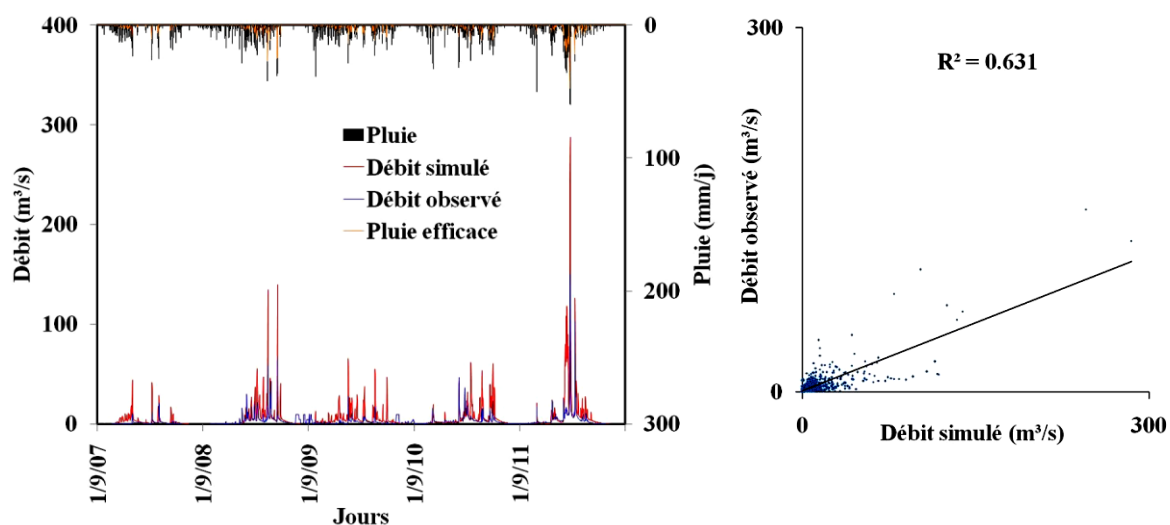 400
300
200
100
0
Débit (m³/s)
0
100
200
300
Pluie (mm/j)
Pluie
Débit simulé
Débit observé
Pluie efficace
1/9/07
1/9/08
1/9/09
1/9/10
1/9/11
Jours
300
0
Débit observé (m³/s)
R² = 0.631
0
300
Débit simulé (m³/s)